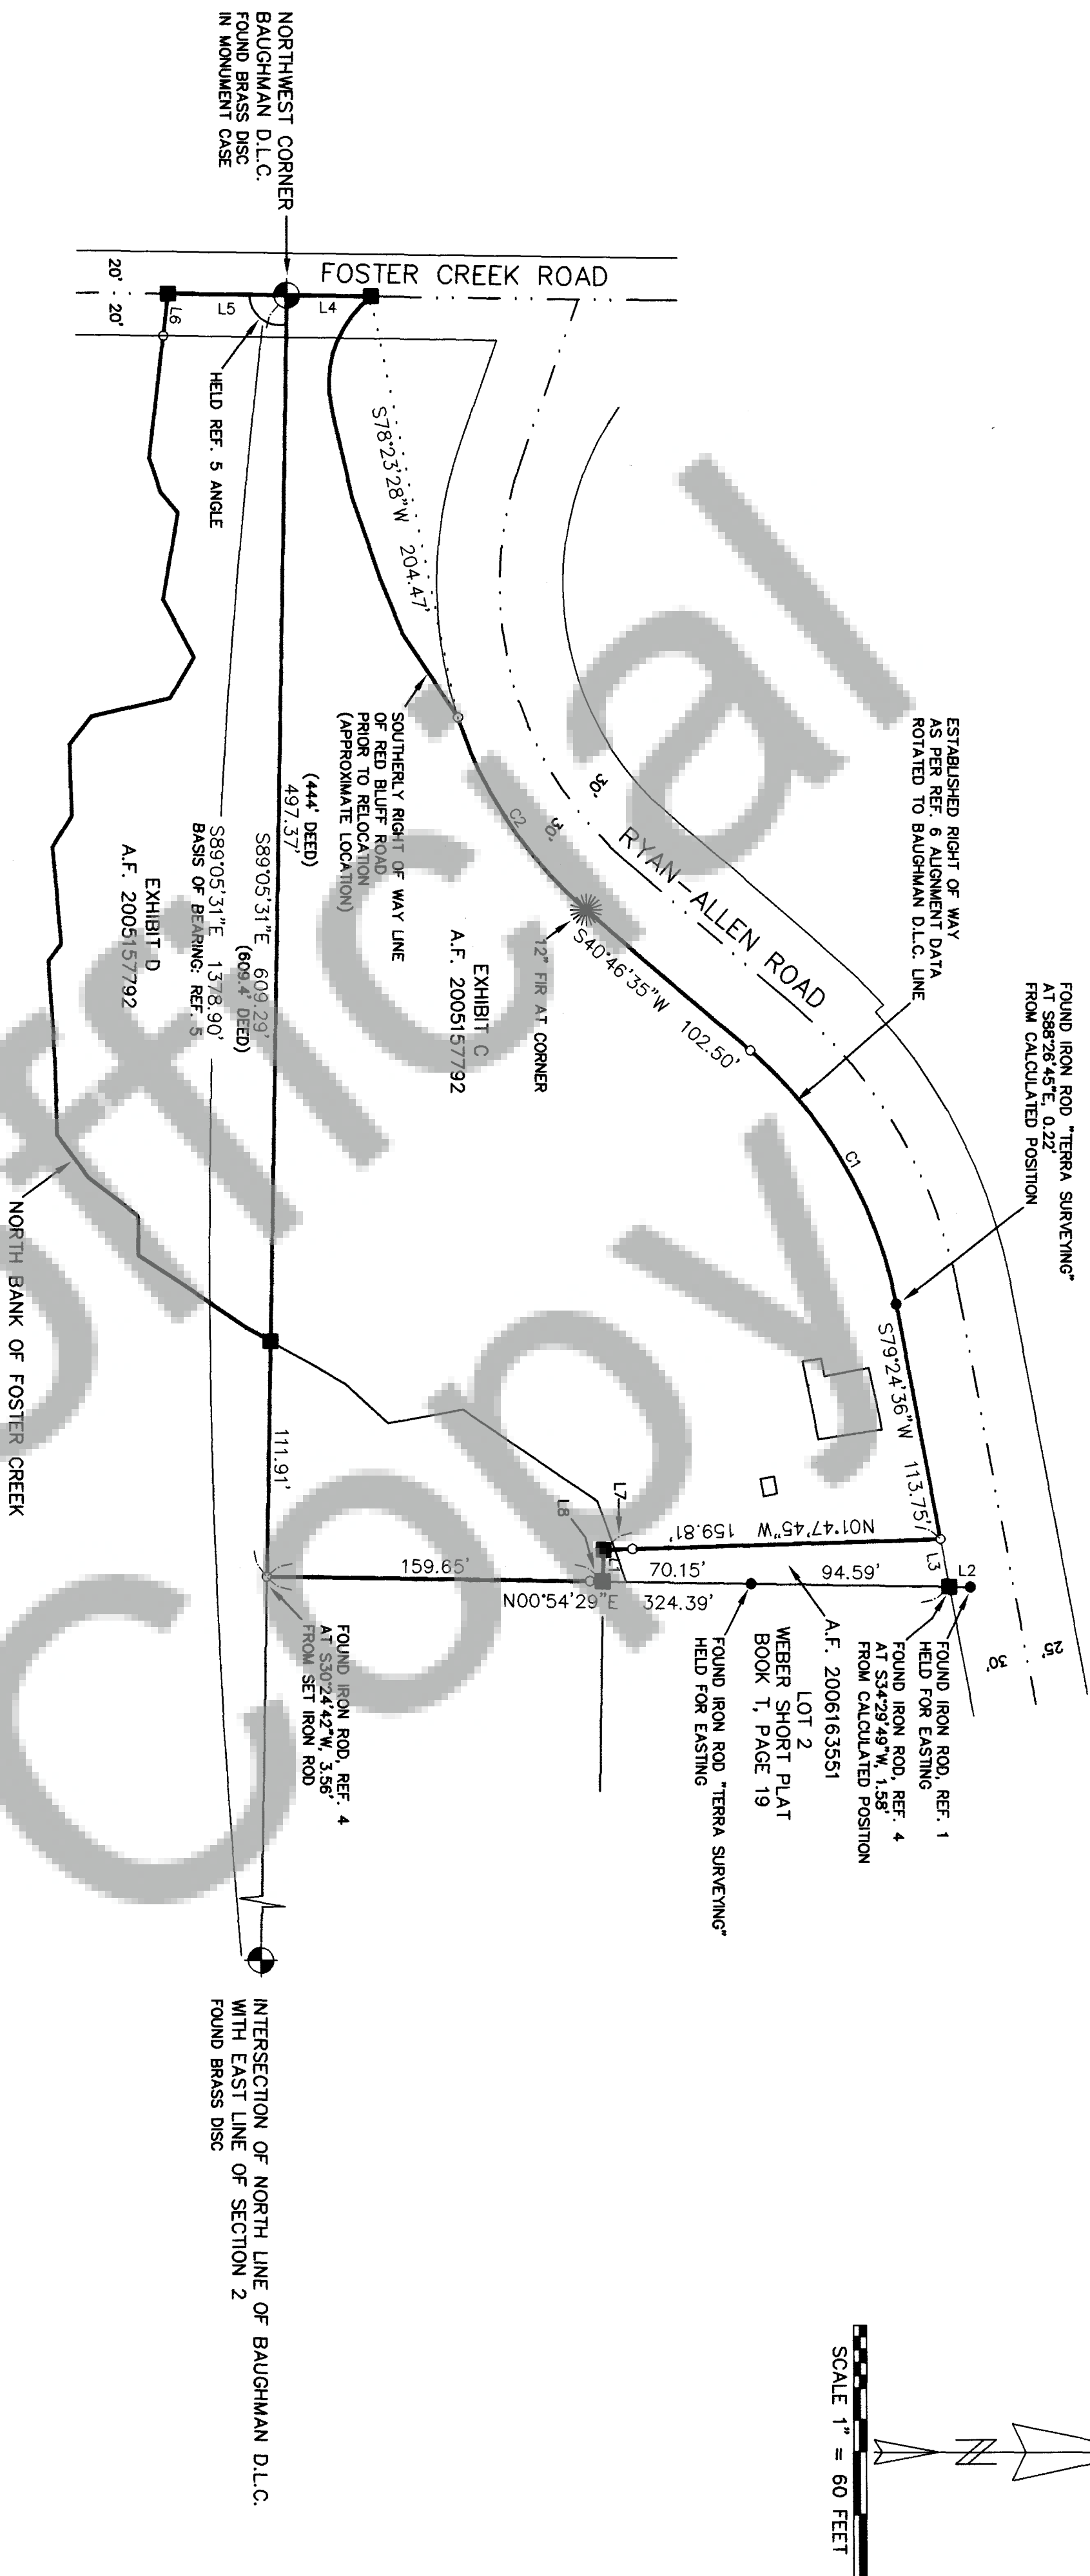 NORTHWEST CORNER
BAUGHMAN D.L.C.
FOUND BRASS DISC
IN MONUMENT CASE
FOSTER CREEK ROAD
20'
20'
L6
L5
L4
HELD REF. 5 ANGLE
S78°23'28"W 204.47'
SOUTHERLY RIGHT OF WAY LINE
OF RED BLUFF ROAD
PRIOR TO RELOCATION
(APPROXIMATE LOCATION)
(444' DEED)
497.37'
S89°05'31"E 609.29'
(609.4' DEED)
S89°05'31"E 1378.90'
BASIS OF BEARING: REF. 5
EXHIBIT D
A.F. 2005157792
EXHIBIT C
A.F. 2005157792
12" FIR AT CORNER
C2
30'
30'
RYAN-ALLEN ROAD
S40°46'35"W 102.50'
ESTABLISHED RIGHT OF WAY
AS PER REF. 6 ALIGNMENT DATA
ROTATED TO BAUGHMAN D.L.C. LINE
FOUND IRON ROD "TERRA SURVEYING"
AT S88°26'45"E, 0.22'
FROM CALCULATED POSITION
C1
S79°24'36"W 113.75'
NORTH BANK OF FOSTER CREEK
111.91'
L7
L8
L1
N01°47'45"W 159.81'
L3
L2
159.65'
70.15'
94.59'
N00°54'29"E 324.39'
25'
30'
FOUND IRON ROD, REF. 1
HELD FOR EASTING
FOUND IRON ROD, REF. 4
AT S34°29'49"W, 1.58'
FROM CALCULATED POSITION
A.F. 2006163551
LOT 2
WEBER SHORT PLAT
BOOK T, PAGE 19
FOUND IRON ROD "TERRA SURVEYING"
HELD FOR EASTING
FOUND IRON ROD, REF. 4
AT S30°24'42"W, 3.56'
FROM SET IRON ROD
INTERSECTION OF NORTH LINE OF BAUGHMAN D.L.C.
WITH EAST LINE OF SECTION 2
FOUND BRASS DISC
N
SCALE 1" = 60 FEET
Unofficial
Copy